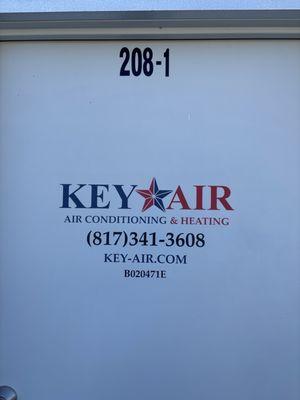 208-1
KEY AIR
AIR CONDITIONING & HEATING
(817)341-3608
KEY-AIR.COM
B020471E